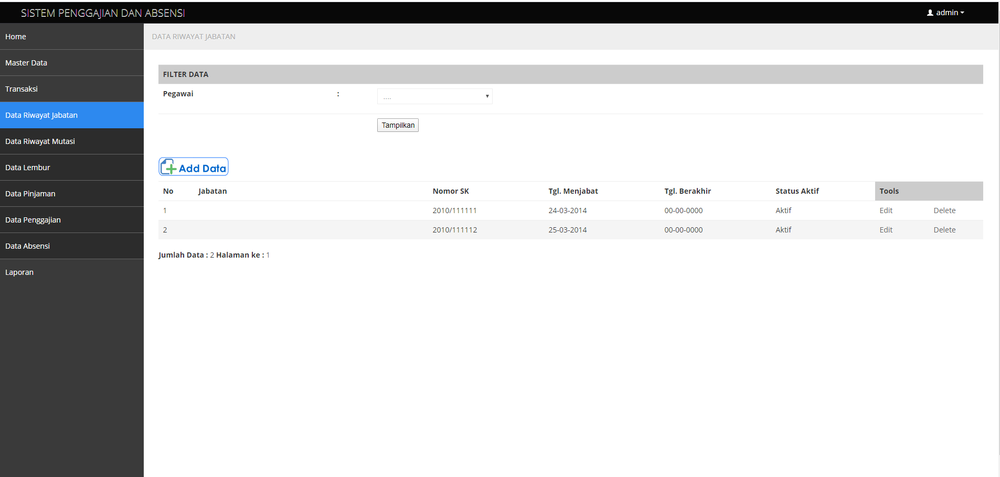 SISTEM PENGGAJIAN DAN ABSENSI
admin
Home
Master Data
Transaksi
Data Riwayat Jabatan
Data Riwayat Mutasi
Data Lembur
Data Pinjaman
Data Penggajian
Data Absensi
Laporan
DATA RIWAYAT JABATAN
FILTER DATA
Pegawai : ....
Tampilkan
Add Data
No Jabatan Nomor SK Tgl. Menjabat Tgl. Berakhir Status Aktif Tools
1 2010/111111 24-03-2014 00-00-0000 Aktif Edit Delete
2 2010/111112 25-03-2014 00-00-0000 Aktif Edit Delete
Jumlah Data : 2 Halaman ke : 1